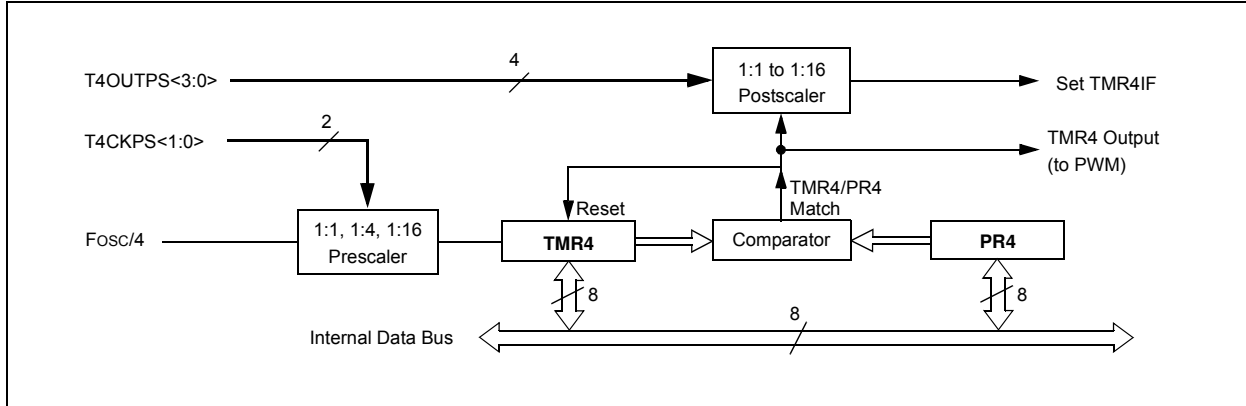 T4OUTPS<3:0>
4
1:1 to 1:16
Postscaler
Set TMR4IF
T4CKPS<1:0>
2
TMR4 Output
(to PWM)
TMR4/PR4
Match
Reset
FOSC/4
1:1, 1:4, 1:16
Prescaler
TMR4
Comparator
PR4
8
8
8
Internal Data Bus